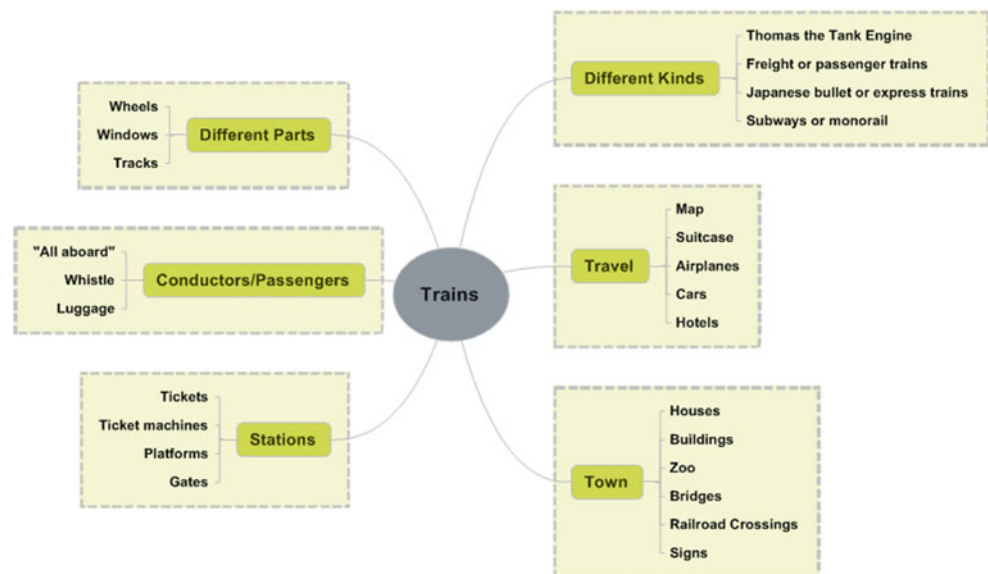 Trains
Different Parts
Wheels
Windows
Tracks
Conductors/Passengers
"All aboard"
Whistle
Luggage
Stations
Tickets
Ticket machines
Platforms
Gates
Different Kinds
Thomas the Tank Engine
Freight or passenger trains
Japanese bullet or express trains
Subways or monorail
Travel
Map
Suitcase
Airplanes
Cars
Hotels
Town
Houses
Buildings
Zoo
Bridges
Railroad Crossings
Signs